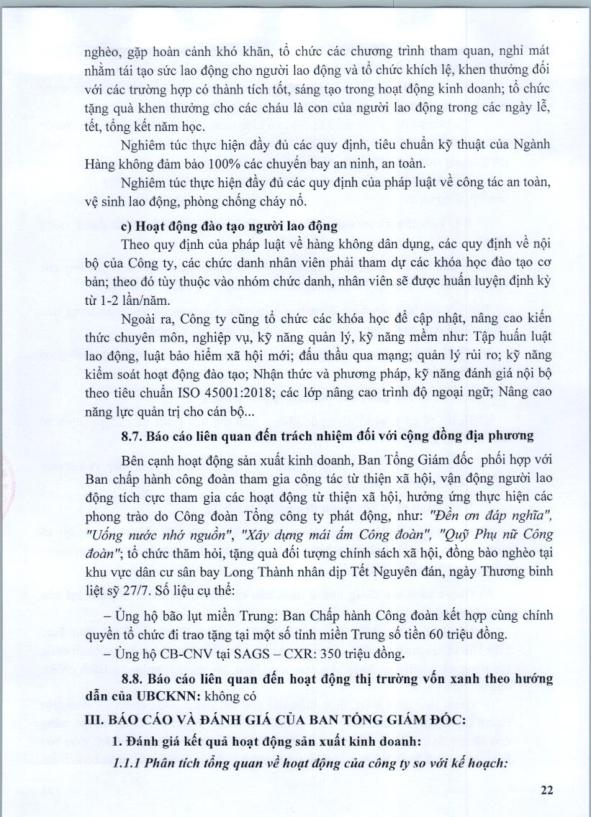 nghèo, gặp hoàn cảnh khó khăn, tổ chức các chương trình tham quan, nghỉ mát
nhằm tái tạo sức lao động cho người lao động và tổ chức khích lệ, khen thưởng đối
với các trường hợp có thành tích tốt, sáng tạo trong hoạt động kinh doanh; tổ chức
tặng quà khen thưởng cho các cháu là con của người lao động trong các ngày lễ,
tết, tổng kết năm học.
Nghiêm túc thực hiện đầy đủ các quy định, tiêu chuẩn kỹ thuật của Ngành
Hàng không đảm bảo 100% các chuyến bay an ninh, an toàn.
Nghiêm túc thực hiện đầy đủ các quy định của pháp luật về công tác an toàn,
vệ sinh lao động, phòng chống cháy nổ.
c) Hoạt động đào tạo người lao động
Theo quy định của pháp luật về hàng không dân dụng, các quy định về nội
bộ của Công ty, các chức danh nhân viên phải tham dự các khóa học đào tạo cơ
bản; theo đó tùy thuộc vào nhóm chức danh, nhân viên sẽ được huấn luyện định kỳ
từ 1-2 lần/năm.
Ngoài ra, Công ty cũng tổ chức các khóa học để cập nhật, nâng cao kiến
thức chuyên môn, nghiệp vụ, kỹ năng quản lý, kỹ năng mềm như: Tập huấn luật
lao động, luật bảo hiểm xã hội mới; đấu thầu qua mạng; quản lý rủi ro; kỹ năng
kiểm soát hoạt động đào tạo; Nhận thức và phương pháp, kỹ năng đánh giá nội bộ
theo tiêu chuẩn ISO 45001:2018; các lớp nâng cao trình độ ngoại ngữ; Nâng cao
năng lực quản trị cho cán bộ...
8.7. Báo cáo liên quan đến trách nhiệm đối với cộng đồng địa phương
Bên cạnh hoạt động sản xuất kinh doanh, Ban Tổng Giám đốc phối hợp với
Ban chấp hành công đoàn tham gia công tác từ thiện xã hội, vận động người lao
động tích cực tham gia các hoạt động từ thiện xã hội, hưởng ứng thực hiện các
phong trào do Công đoàn Tổng công ty phát động, như: "Đền ơn đáp nghĩa",
"Uống nước nhớ nguồn", "Xây dựng mái ấm Công đoàn", "Quỹ Phụ nữ Công
đoàn"; tổ chức thăm hỏi, tặng quà đối tượng chính sách xã hội, đồng bào nghèo tại
khu vực dân cư sân bay Long Thành nhân dịp Tết Nguyên đán, ngày Thương binh
liệt sỹ 27/7. Số liệu cụ thể:
– Ủng hộ bão lụt miền Trung: Ban Chấp hành Công đoàn kết hợp cùng chính
quyền tổ chức đi trao tặng tại một số tỉnh miền Trung số tiền 60 triệu đồng.
– Ủng hộ CB-CNV tại SAGS – CXR: 350 triệu đồng.
8.8. Báo cáo liên quan đến hoạt động thị trường vốn xanh theo hướng
dẫn của UBCKNN: không có
III. BÁO CÁO VÀ ĐÁNH GIÁ CỦA BAN TỔNG GIÁM ĐỐC:
1. Đánh giá kết quả hoạt động sản xuất kinh doanh:
1.1.1 Phân tích tổng quan về hoạt động của công ty so với kế hoạch:
22